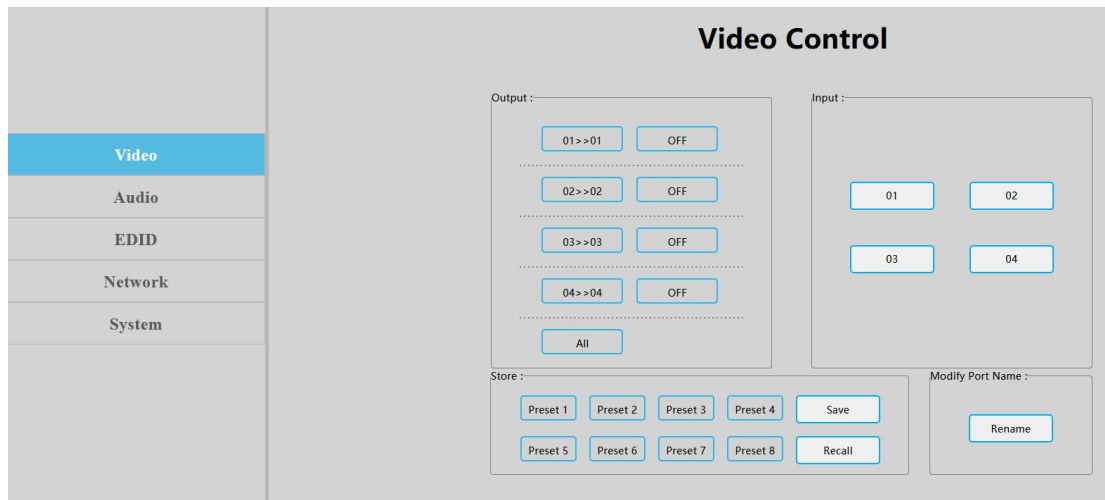 Video Control
Video
Audio
EDID
Network
System
Output :
01>>01 OFF
02>>02 OFF
03>>03 OFF
04>>04 OFF
All
Input :
01 02
03 04
Store :
Preset 1 Preset 2 Preset 3 Preset 4 Save
Preset 5 Preset 6 Preset 7 Preset 8 Recall
Modify Port Name :
Rename